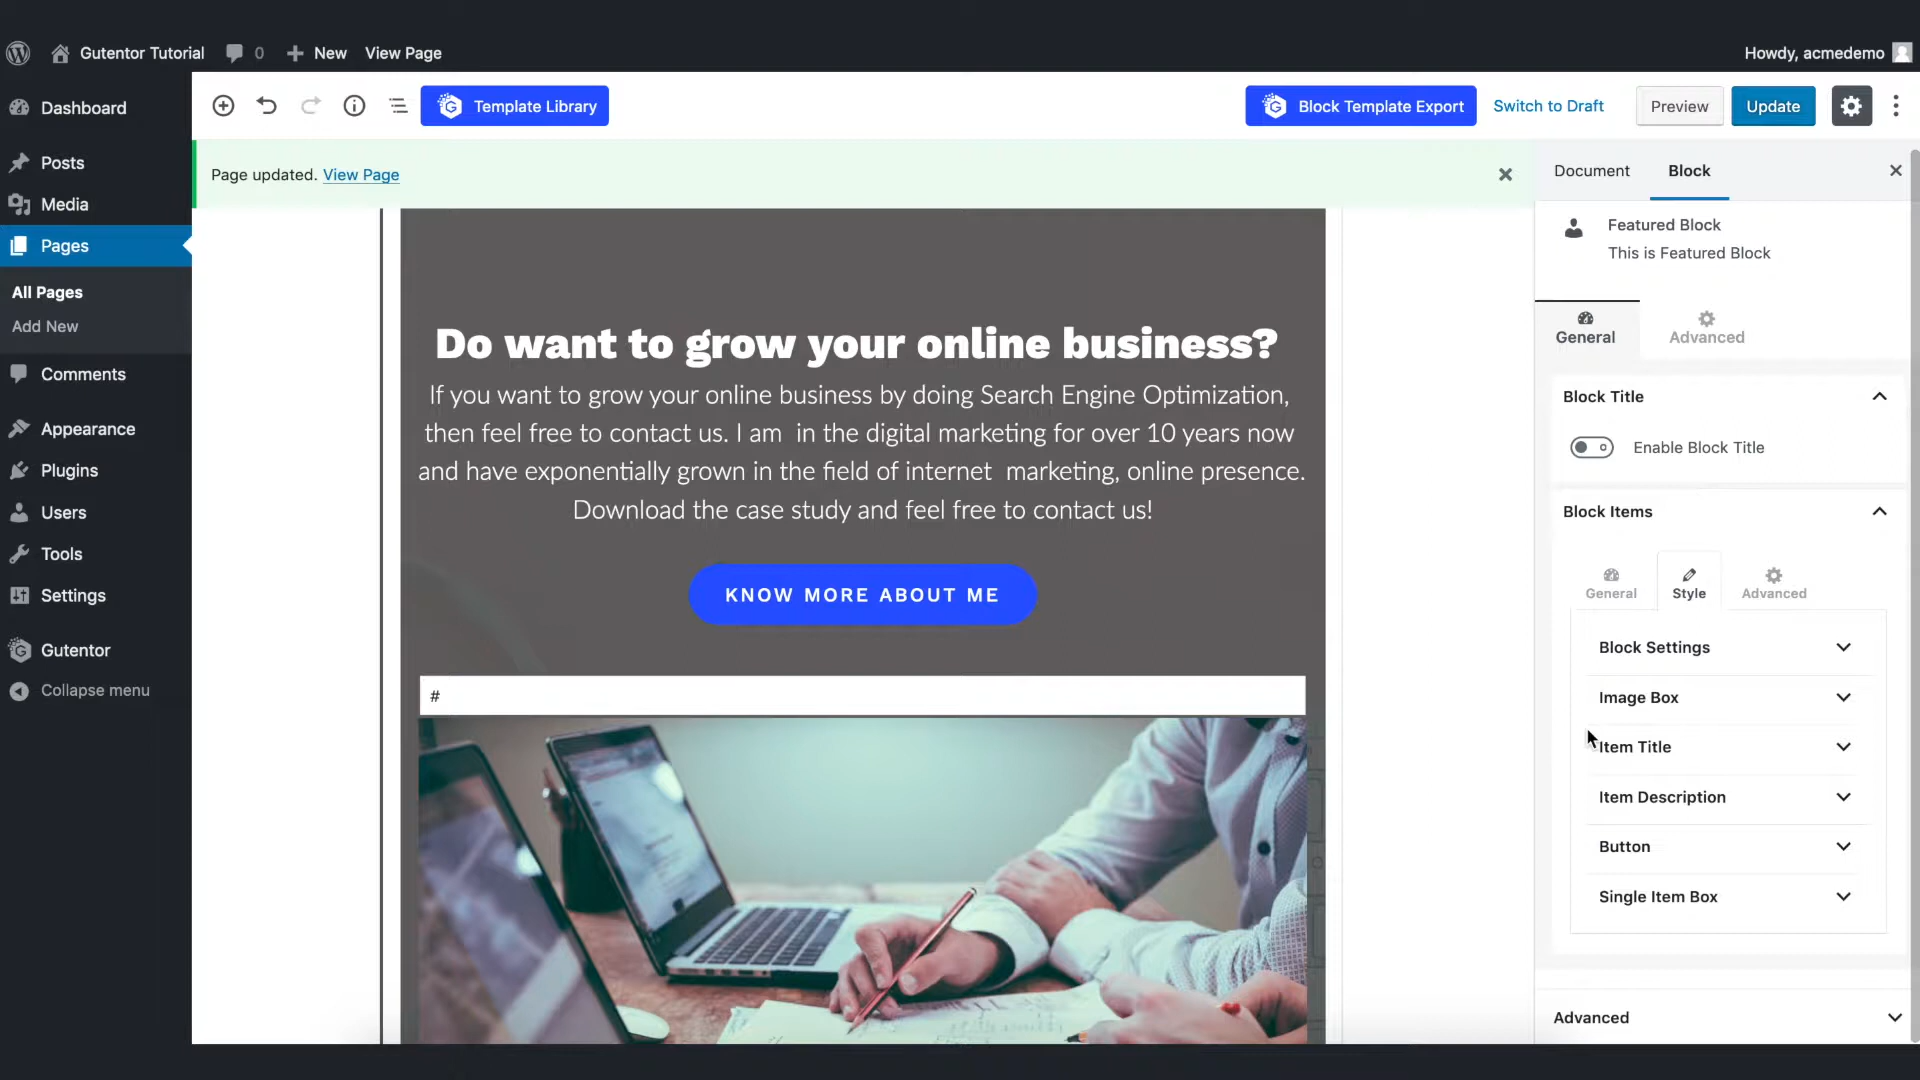 Gutentor Tutorial
0
New
View Page
Howdy, acmedemo
Dashboard
Posts
Media
Pages
All Pages
Add New
Comments
Appearance
Plugins
Users
Tools
Settings
Gutentor
Collapse menu
Template Library
Block Template Export
Switch to Draft
Preview
Update
Page updated. View Page
Do want to grow your online business?
If you want to grow your online business by doing Search Engine Optimization,
then feel free to contact us. I am in the digital marketing for over 10 years now
and have exponentially grown in the field of internet marketing, online presence.
Download the case study and feel free to contact us!
KNOW MORE ABOUT ME
#
Document
Block
Featured Block
This is Featured Block
General
Advanced
Block Title
Enable Block Title
Block Items
General
Style
Advanced
Block Settings
Image Box
Item Title
Item Description
Button
Single Item Box
Advanced